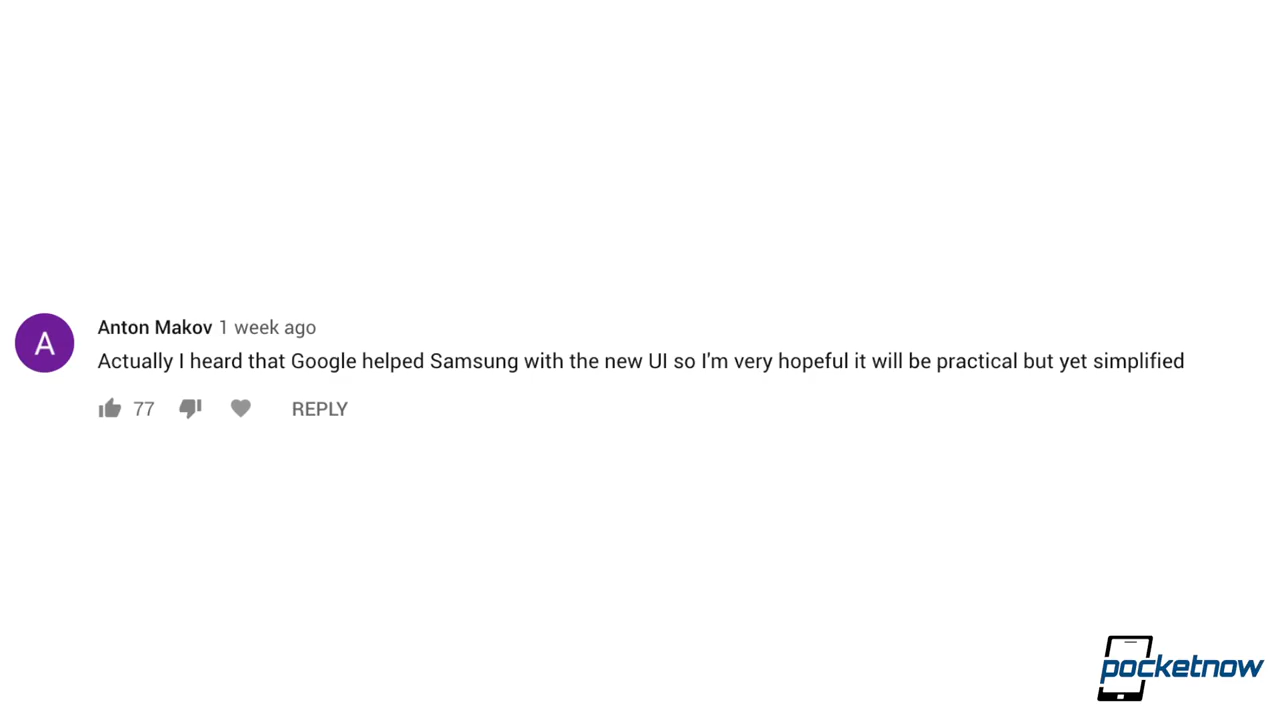 A
Anton Makov 1 week ago
Actually I heard that Google helped Samsung with the new UI so I'm very hopeful it will be practical but yet simplified
77 REPLY
pocketnow